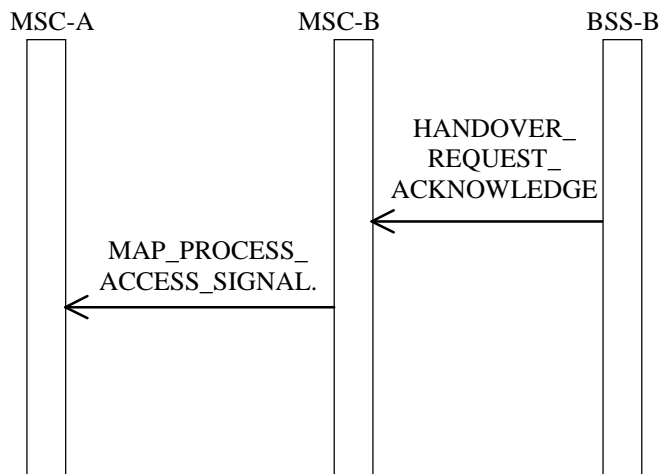 MSC-A
MSC-B
BSS-B
HANDOVER_
REQUEST_
ACKNOWLEDGE
MAP_PROCESS_
ACCESS_SIGNAL.